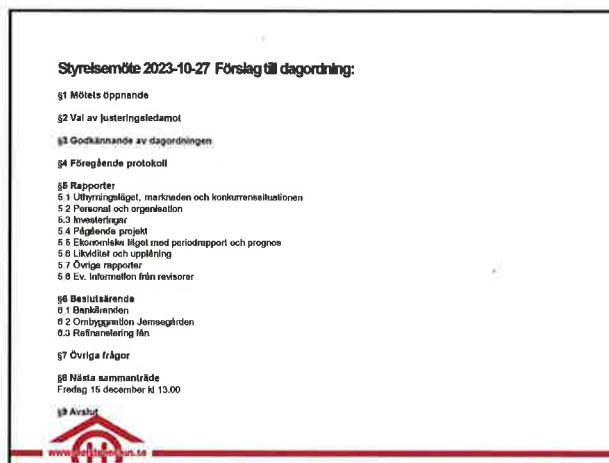 Styrelsemöte 2023-10-27 Förslag till dagordning:
§1 Mötets öppnande
§2 Val av justeringsledamot
§3 Godkännande av dagordningen
§4 Föregående protokoll
§5 Rapporter
5.1 Uthyrningsläget, marknaden och konkurrenssituationen
5.2 Personal och organisation
5.3 Investeringar
5.4 Pågående projekt
5.5 Ekonomiska läget med periodrapport och prognos
5.6 Likviditet och upplåning
5.7 Övriga rapporter
5.8 Ev. Information från revisorer
§6 Beslutsärende
6.1 Bankärenden
6.2 Ombyggnation Jemsegården
6.3 Refinansiering lån
§7 Övriga frågor
§8 Nästa sammanträde
Fredag 15 december kl 13.00
§9 Avslut